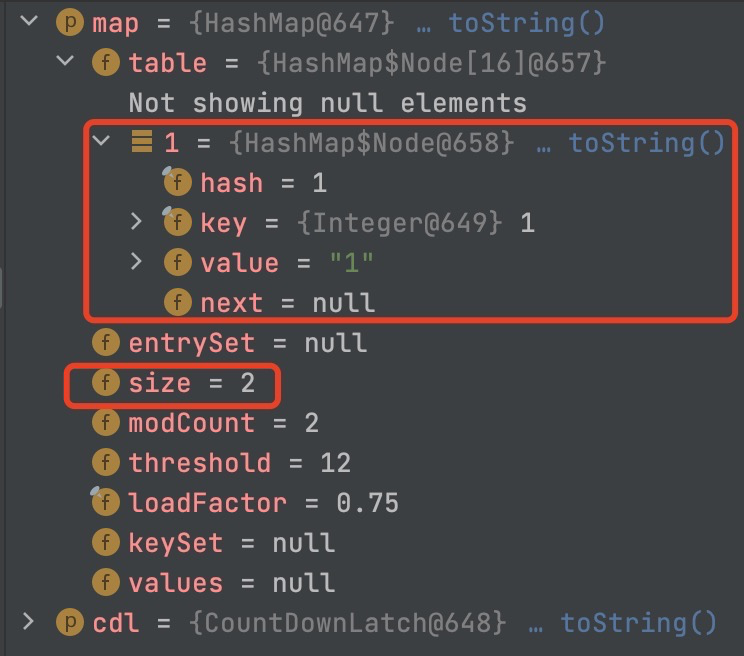 p map = {HashMap@647} … toString()
f table = {HashMap$Node[16]@657}
Not showing null elements
1 = {HashMap$Node@658} … toString()
f hash = 1
f key = {Integer@649} 1
f value = "1"
f next = null
f entrySet = null
f size = 2
f modCount = 2
f threshold = 12
f loadFactor = 0.75
f keySet = null
f values = null
p cdl = {CountDownLatch@648} … toString()